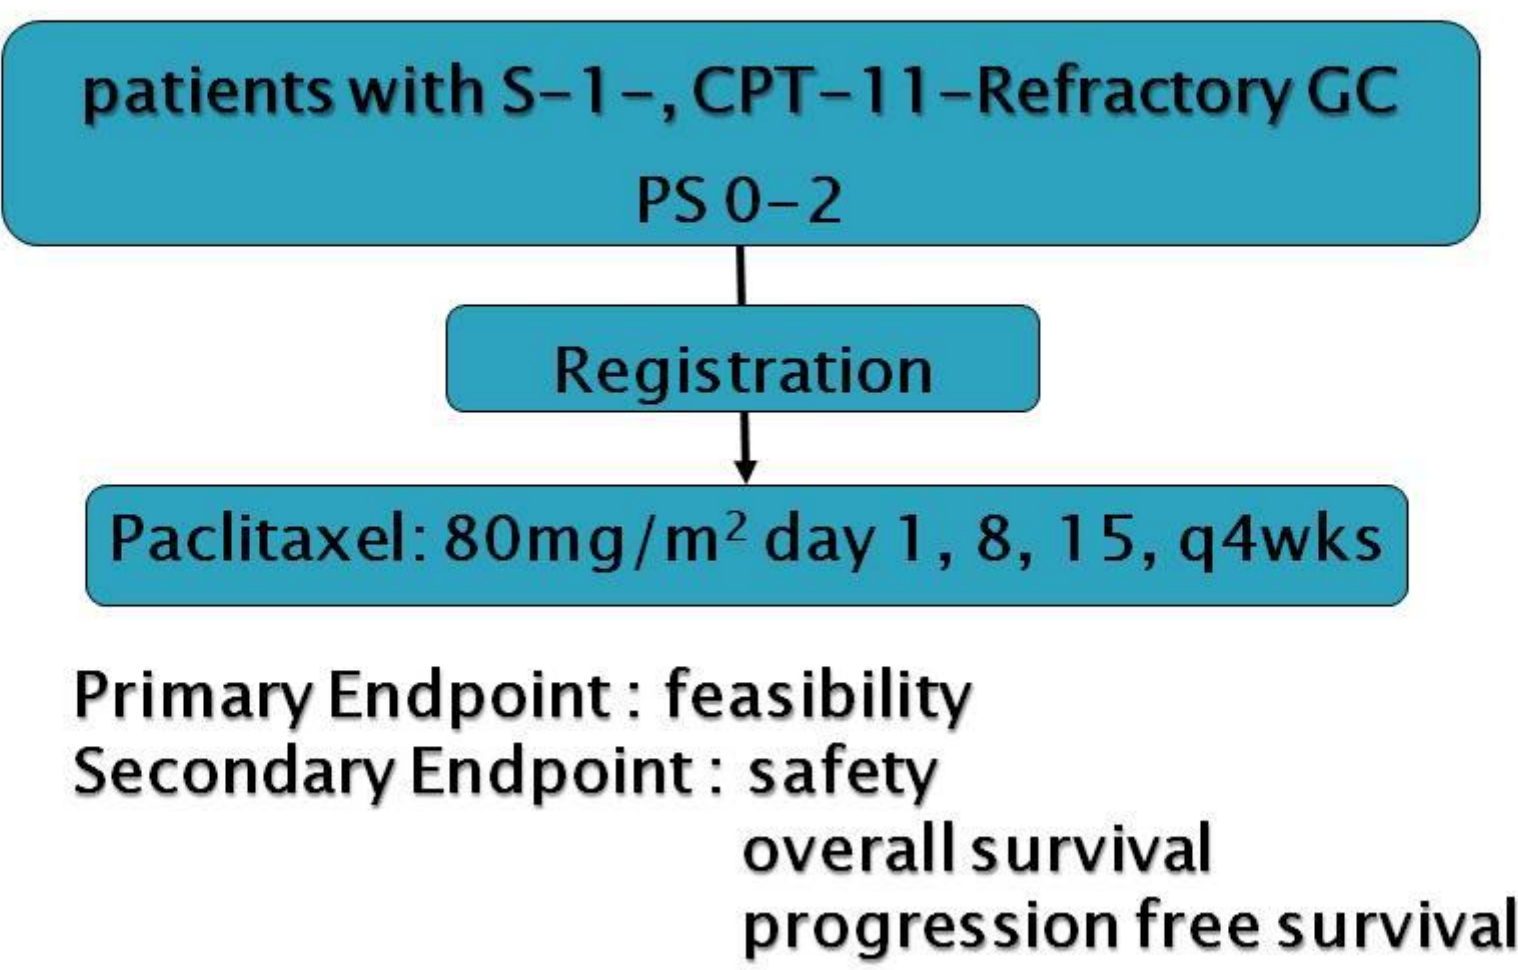 patients with S-1-, CPT-11-Refractory GC
PS 0-2
Registration
Paclitaxel: 80mg/m² day 1, 8, 15, q4wks
Primary Endpoint : feasibility
Secondary Endpoint : safety
overall survival
progression free survival